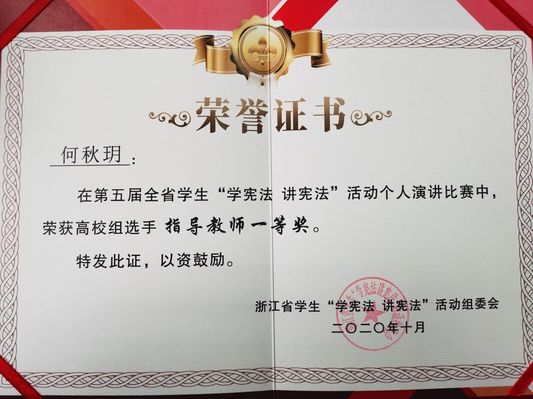 荣誉证书
何秋玥：
在第五届全省学生“学宪法 讲宪法”活动个人演讲比赛中，
荣获高校组选手 指导教师一等奖。
特发此证，以资鼓励。
浙江省学生“学宪法 讲宪法”活动组委会
二〇二〇年十月